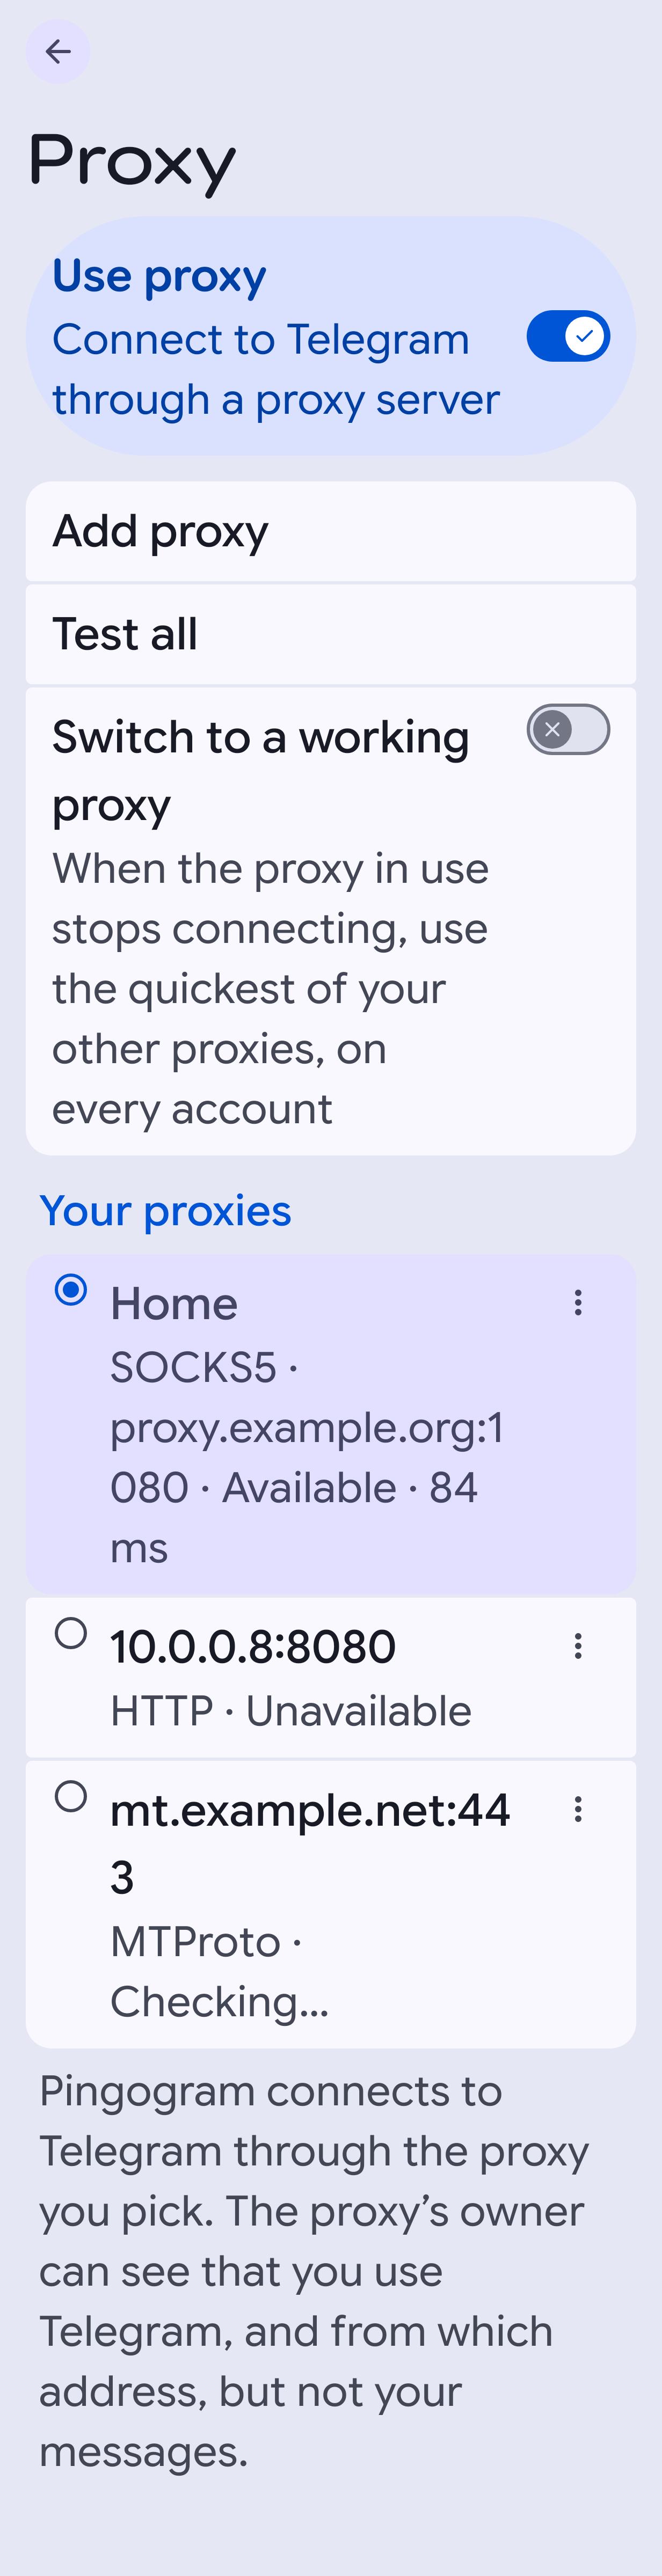 Proxy
Use proxy
Connect to Telegram
through a proxy server
Add proxy
Test all
Switch to a working
proxy
When the proxy in use
stops connecting, use
the quickest of your
other proxies, on
every account
Your proxies
Home
SOCKS5 ·
proxy.example.org:1
080 · Available · 84
ms
10.0.0.8:8080
HTTP · Unavailable
mt.example.net:44
3
MTProto ·
Checking…
Pingogram connects to
Telegram through the proxy
you pick. The proxy’s owner
can see that you use
Telegram, and from which
address, but not your
messages.